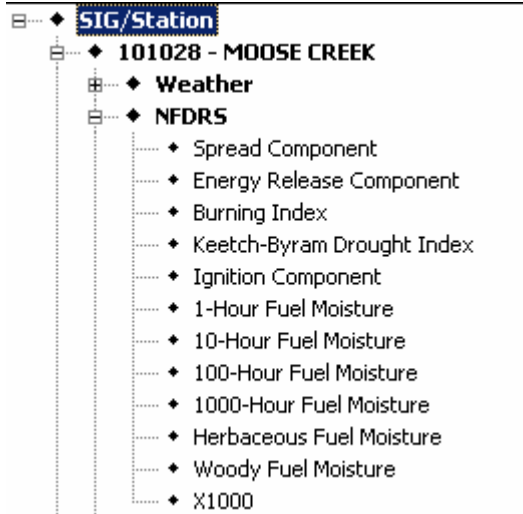 SIG/Station
101028 - MOOSE CREEK
Weather
NFDRS
Spread Component
Energy Release Component
Burning Index
Keetch-Byram Drought Index
Ignition Component
1-Hour Fuel Moisture
10-Hour Fuel Moisture
100-Hour Fuel Moisture
1000-Hour Fuel Moisture
Herbaceous Fuel Moisture
Woody Fuel Moisture
X1000